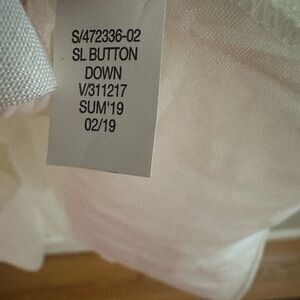 S/472336-02
SL BUTTON
DOWN
V/311217
SUM'19
02/19